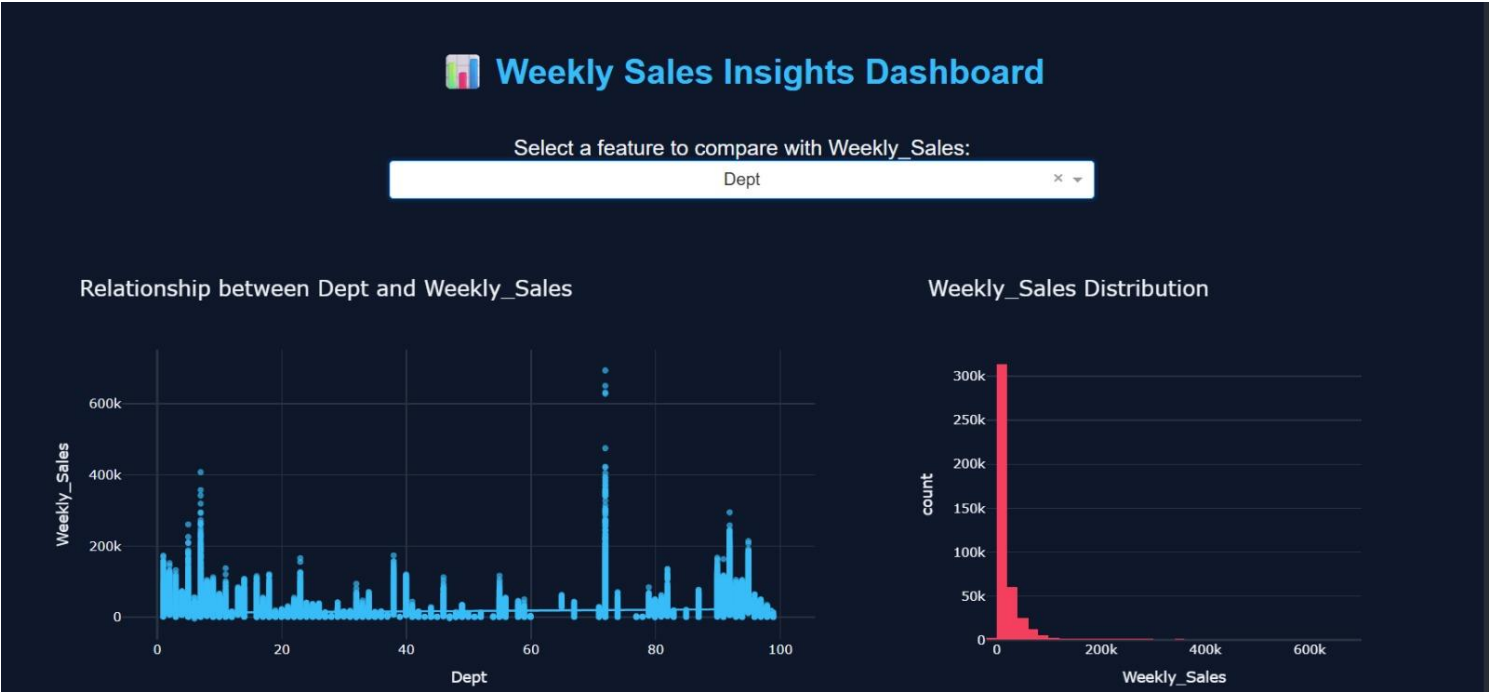 📊 Weekly Sales Insights Dashboard
Select a feature to compare with Weekly_Sales:
Dept × 
Relationship between Dept and Weekly_Sales
Weekly_Sales
600k
400k
200k
0
0 20 40 60 80 100
Dept
Weekly_Sales Distribution
count
300k
250k
200k
150k
100k
50k
0
0 200k 400k 600k
Weekly_Sales